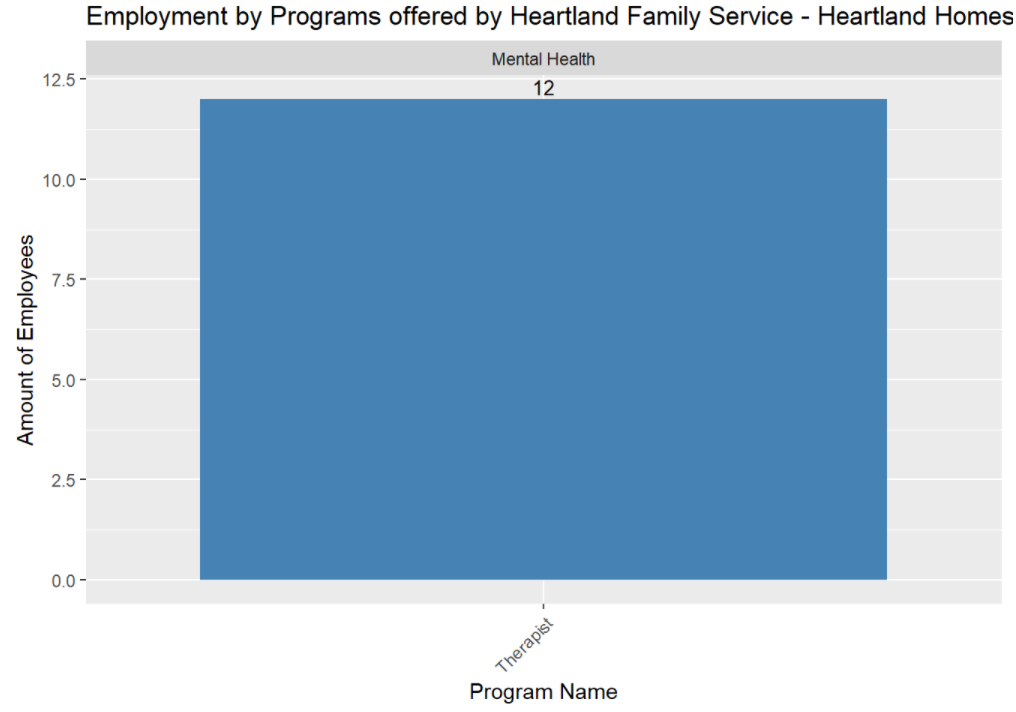 Employment by Programs offered by Heartland Family Service - Heartland Homes
Mental Health
12
12.5
10.0
7.5
5.0
2.5
0.0
Amount of Employees
Therapist
Program Name